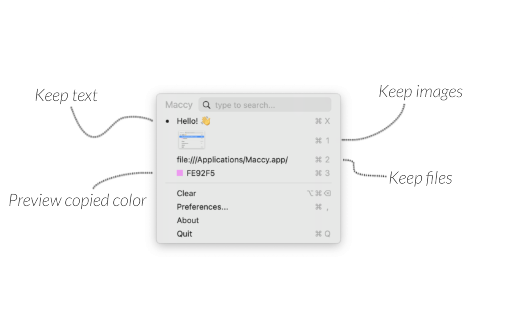 Keep text
Keep images
Maccy type to search...
• Hello! 👋 ⌘ X
⌘ 1
file:///Applications/Maccy.app/ ⌘ 2
FE92F5 ⌘ 3
Keep files
Preview copied color
Clear ⌥ ⌘ ⌫
Preferences... ⌘ ,
About
Quit ⌘ Q